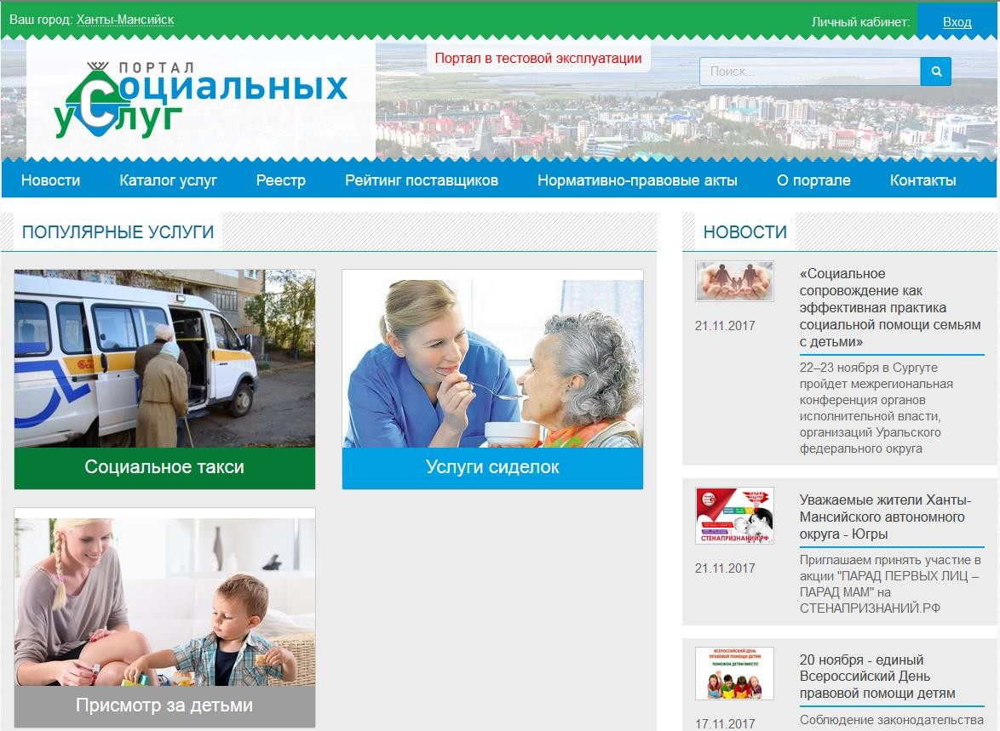 Ваш город: Ханты-Мансийск
Личный кабинет:
Вход
ПОРТАЛ
Социальных
услуг
Портал в тестовой эксплуатации
Поиск...
Новости
Каталог услуг
Реестр
Рейтинг поставщиков
Нормативно-правовые акты
О портале
Контакты
ПОПУЛЯРНЫЕ УСЛУГИ
Социальное такси
Услуги сиделок
Присмотр за детьми
НОВОСТИ
21.11.2017
«Социальное
сопровождение как
эффективная практика
социальной помощи семьям
с детьми»
22–23 ноября в Сургуте
пройдет межрегиональная
конференция органов
исполнительной власти,
организаций Уральского
федерального округа
СТЕНАПРИЗНАНИЙ.РФ
21.11.2017
Уважаемые жители Ханты-
Мансийского автономного
округа - Югры
Приглашаем принять участие в
акции "ПАРАД ПЕРВЫХ ЛИЦ –
ПАРАД МАМ" на
СТЕНАПРИЗНАНИЙ.РФ
ВСЕРОССИЙСКИЙ ДЕНЬ
ПРАВОВОЙ ПОМОЩИ ДЕТЯМ
ПОМОЖЕМ ДЕТЯМ ВМЕСТЕ!
17.11.2017
20 ноября - единый
Всероссийский День
правовой помощи детям
Соблюдение законодательства